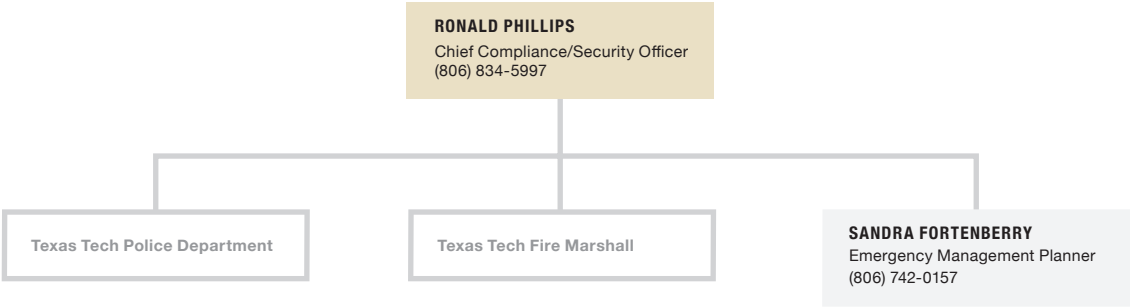 RONALD PHILLIPS
Chief Compliance/Security Officer
(806) 834-5997
Texas Tech Police Department
Texas Tech Fire Marshall
SANDRA FORTENBERRY
Emergency Management Planner
(806) 742-0157